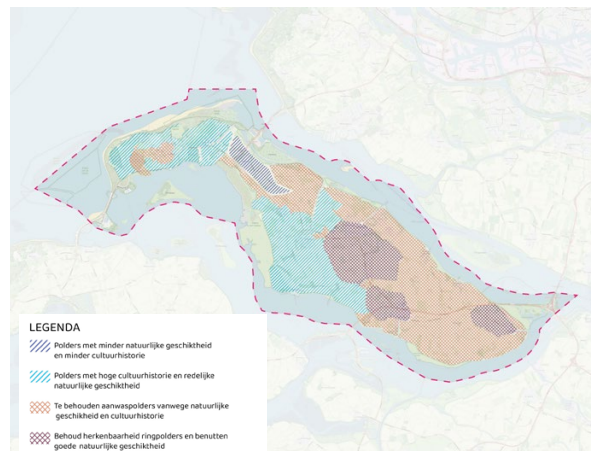 LEGENDA
Polders met minder natuurlijke geschiktheid
en minder cultuurhistorie
Polders met hoge cultuurhistorie en redelijke
natuurlijke geschiktheid
Te behouden aanwaspolders vanwege natuurlijke
geschikheid en cultuurhistorie
Behoud herkenbaarheid ringpolders en benutten
goede natuurlijke geschiktheid